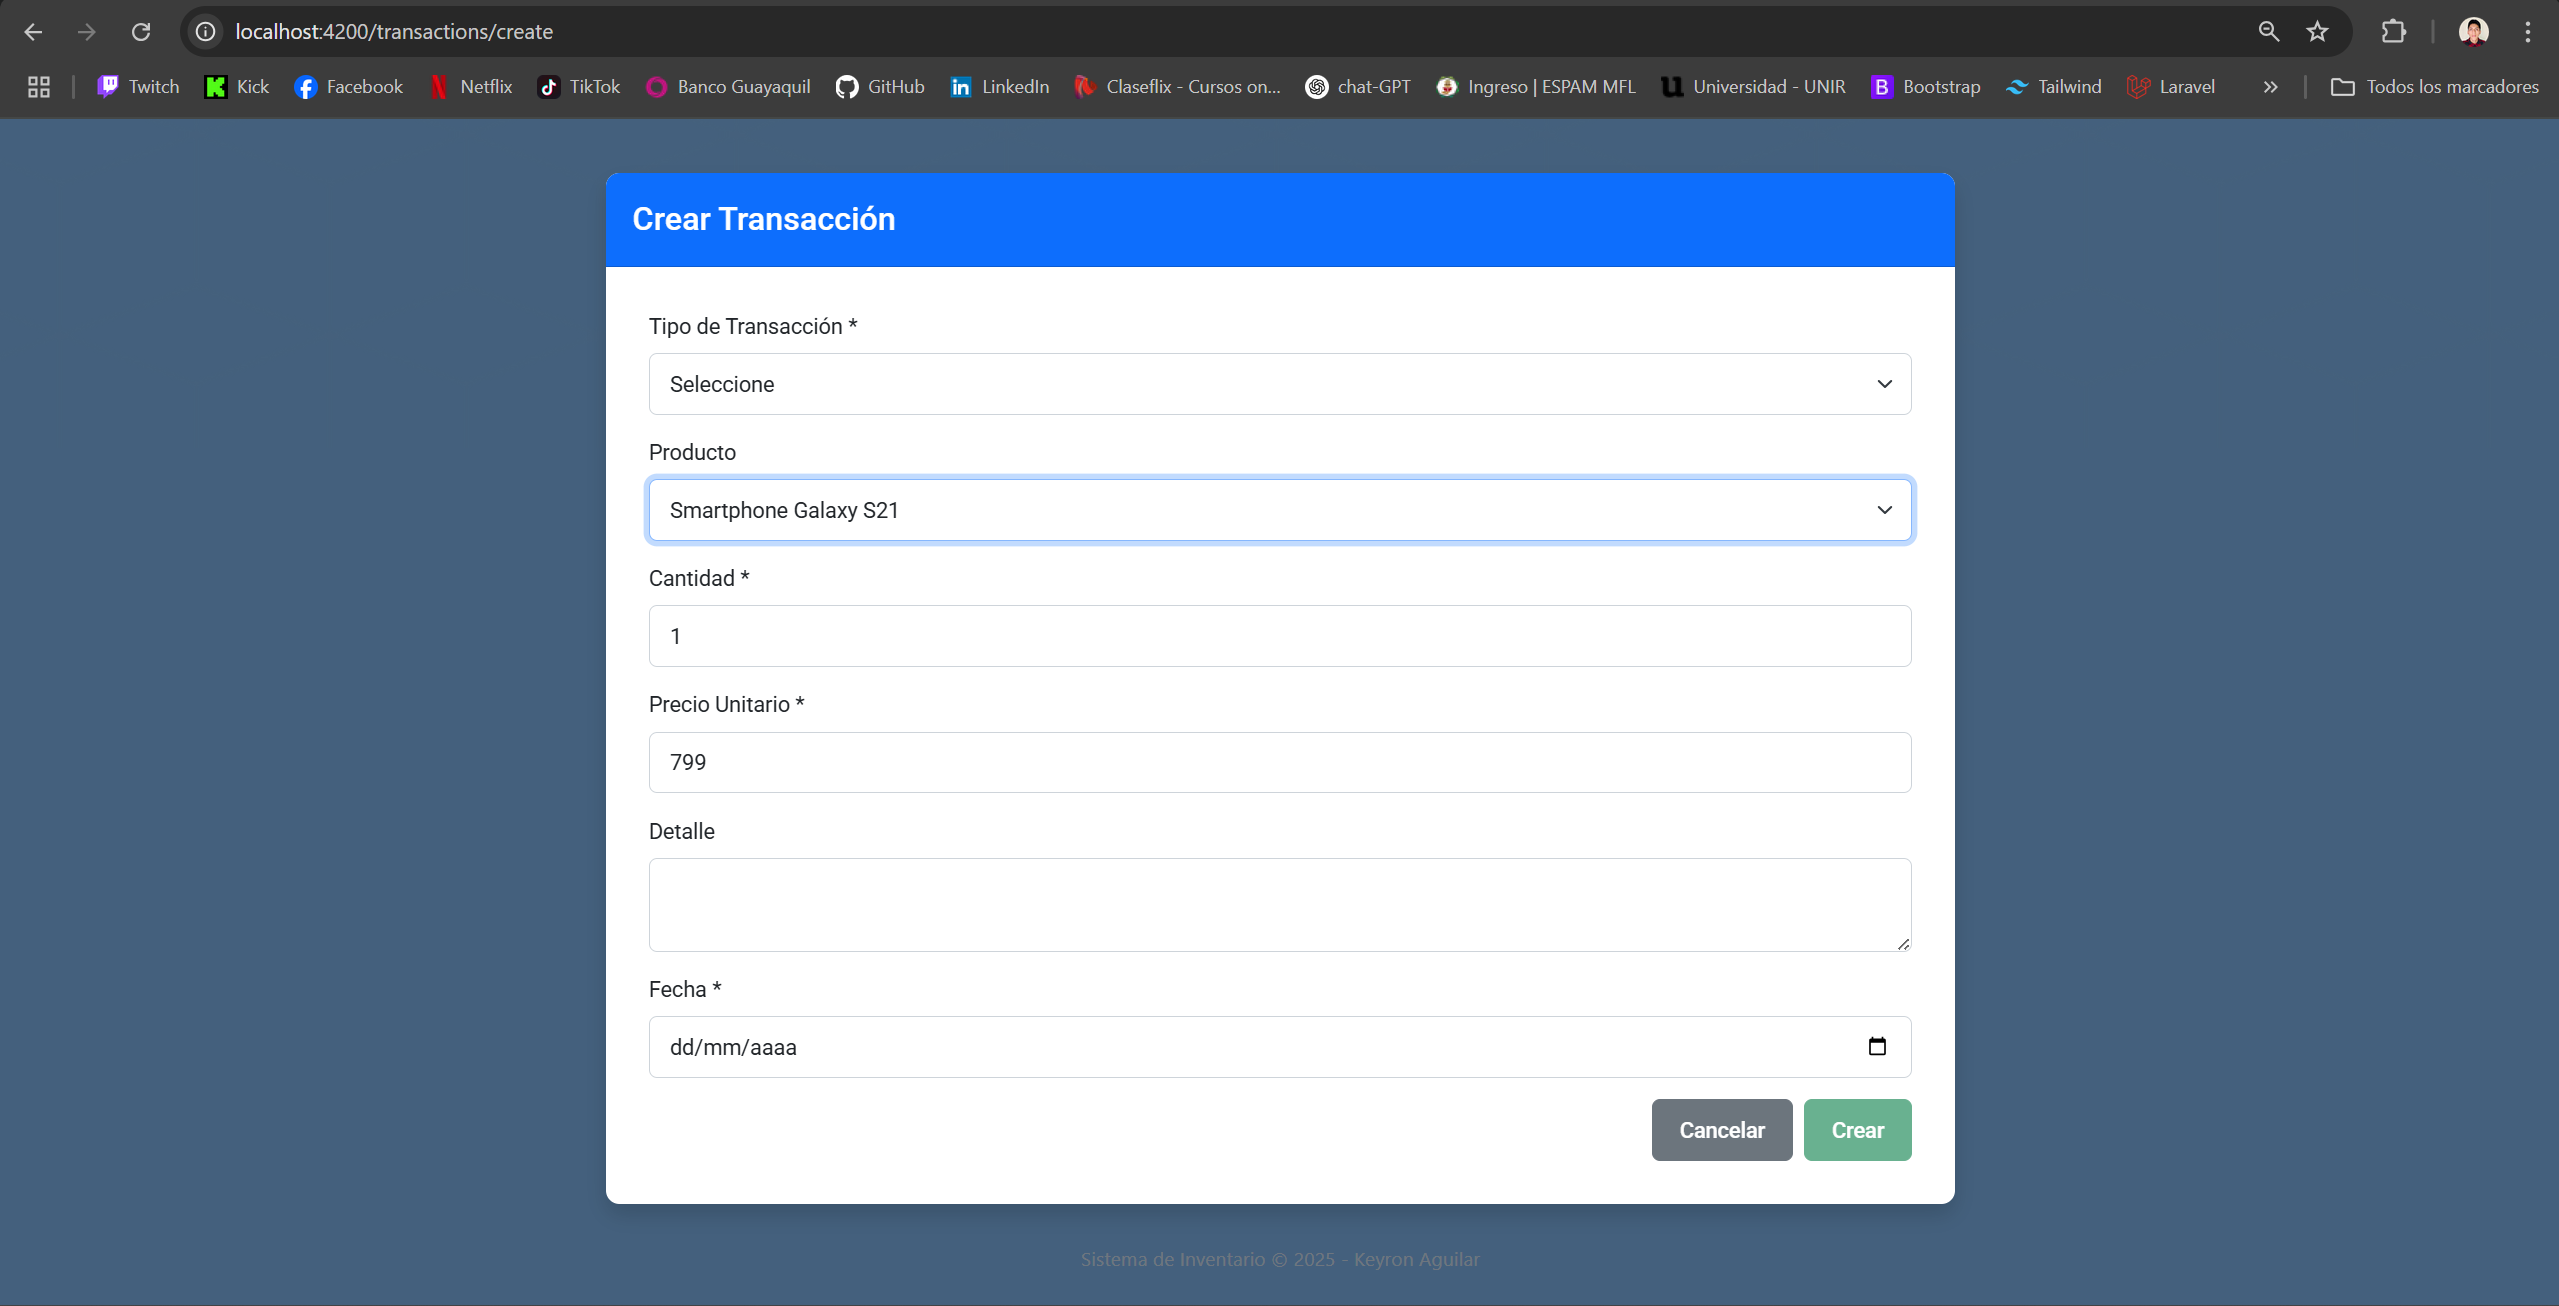 localhost:4200/transactions/create
Twitch Kick Facebook Netflix TikTok Banco Guayaquil GitHub LinkedIn Claseflix - Cursos on... chat-GPT Ingreso | ESPAM MFL Universidad - UNIR Bootstrap Tailwind Laravel » Todos los marcadores
Crear Transacción
Tipo de Transacción *
Seleccione
Producto
Smartphone Galaxy S21
Cantidad *
1
Precio Unitario *
799
Detalle
Fecha *
dd/mm/aaaa
Cancelar Crear
Sistema de Inventario © 2025 - Keyron Aguilar